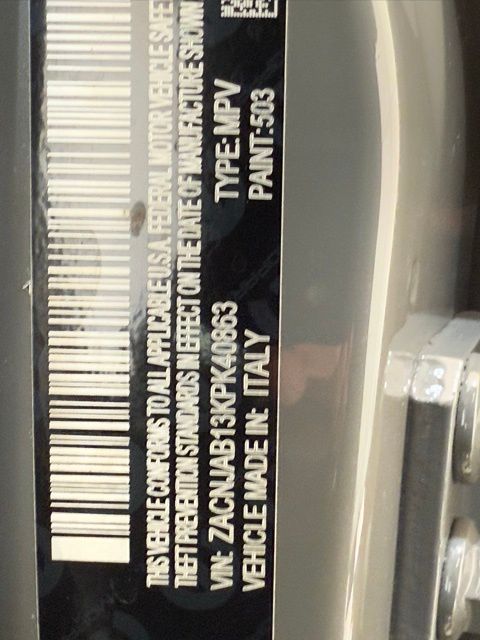 THIS VEHICLE CONFORMS TO ALL APPLICABLE U.S.A. FEDERAL MOTOR VEHICLE SAFE
THEFT PREVENTION STANDARDS IN EFFECT ON THE DATE OF MANUFACTURE SHOWN
VIN: ZACNJAB13KPK40863 TYPE: MPV
VEHICLE MADE IN: ITALY PAINT: 503